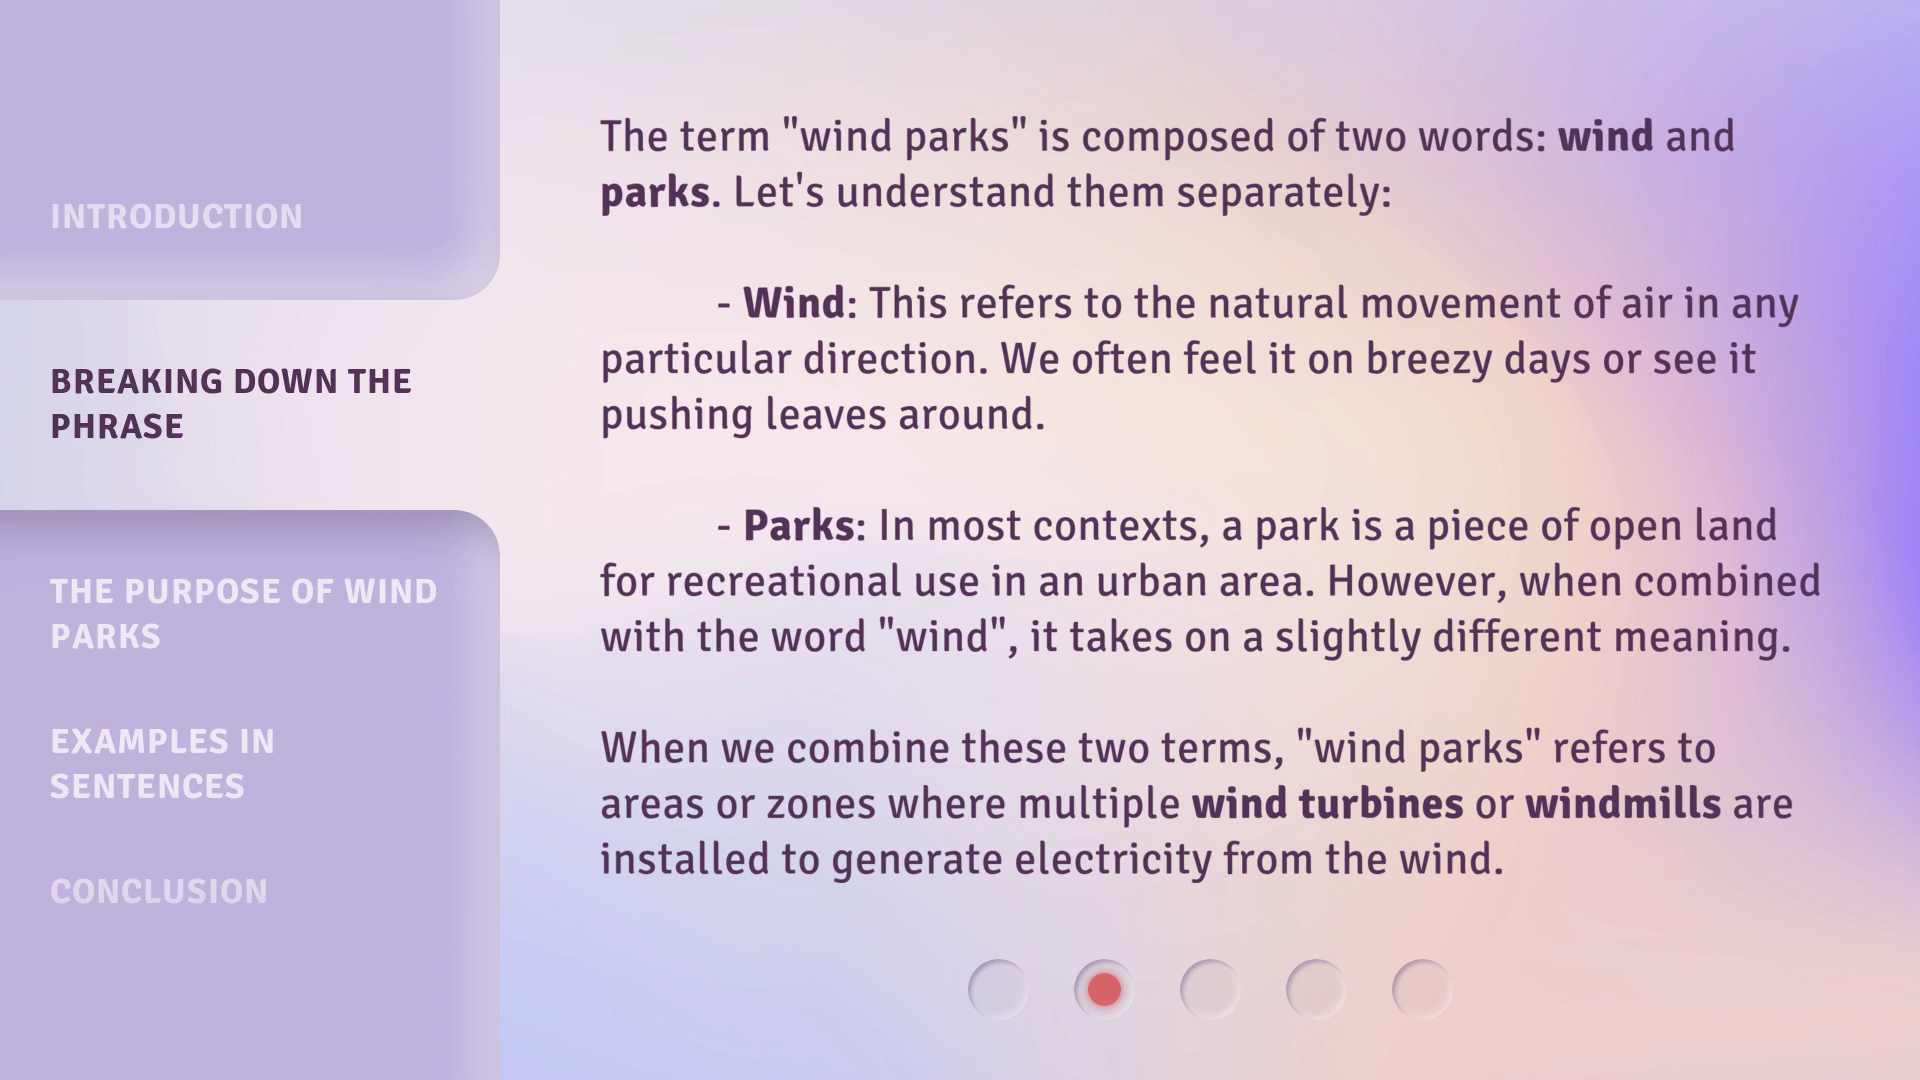 INTRODUCTION
BREAKING DOWN THE
PHRASE
THE PURPOSE OF WIND
PARKS
EXAMPLES IN
SENTENCES
CONCLUSION
The term "wind parks" is composed of two words: wind and
parks. Let's understand them separately:
- Wind: This refers to the natural movement of air in any
particular direction. We often feel it on breezy days or see it
pushing leaves around.
- Parks: In most contexts, a park is a piece of open land
for recreational use in an urban area. However, when combined
with the word "wind", it takes on a slightly different meaning.
When we combine these two terms, "wind parks" refers to
areas or zones where multiple wind turbines or windmills are
installed to generate electricity from the wind.